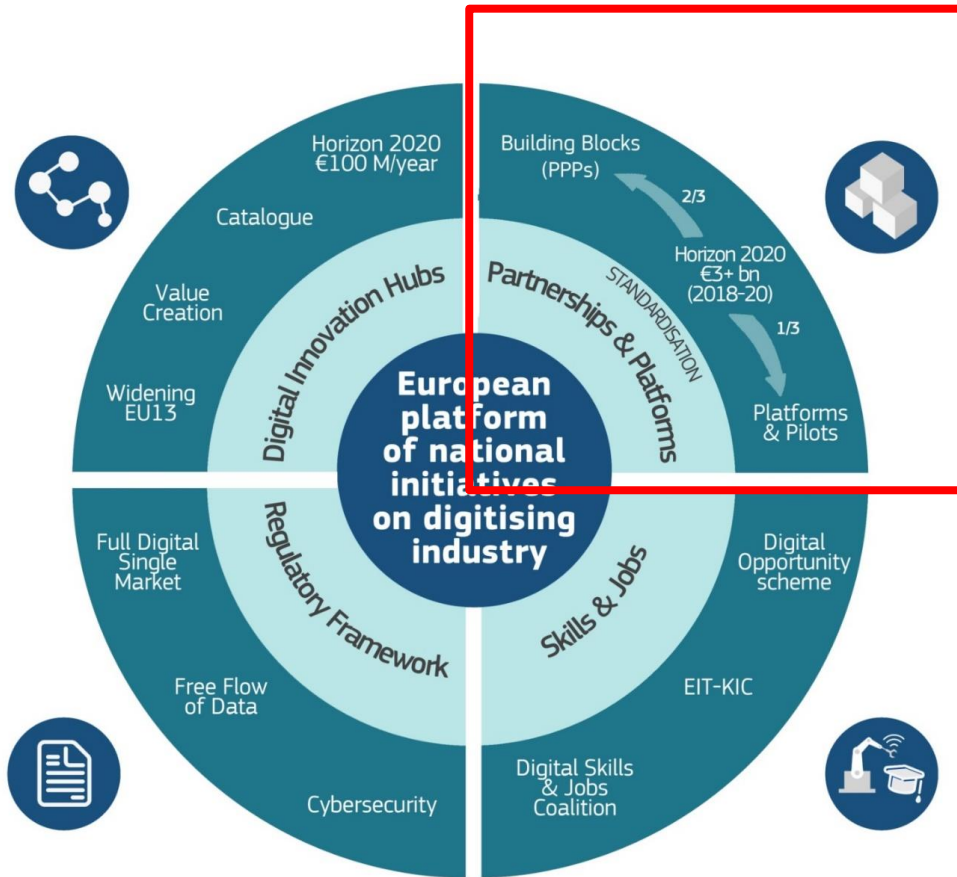 Horizon 2020
€100 M/year
Catalogue
Value
Creation
Widening
EU13
Digital Innovation Hubs
Building Blocks
(PPPs)
2/3
Horizon 2020
€3+ bn
(2018-20)
1/3
Platforms
& Pilots
STANDARDISATION
Partnerships & Platforms
European
platform
of national
initiatives
on digitising
industry
Full Digital
Single
Market
Free Flow
of Data
Cybersecurity
Regulatory Framework
Skills & Jobs
Digital
Opportunity
scheme
EIT-KIC
Digital Skills
& Jobs
Coalition